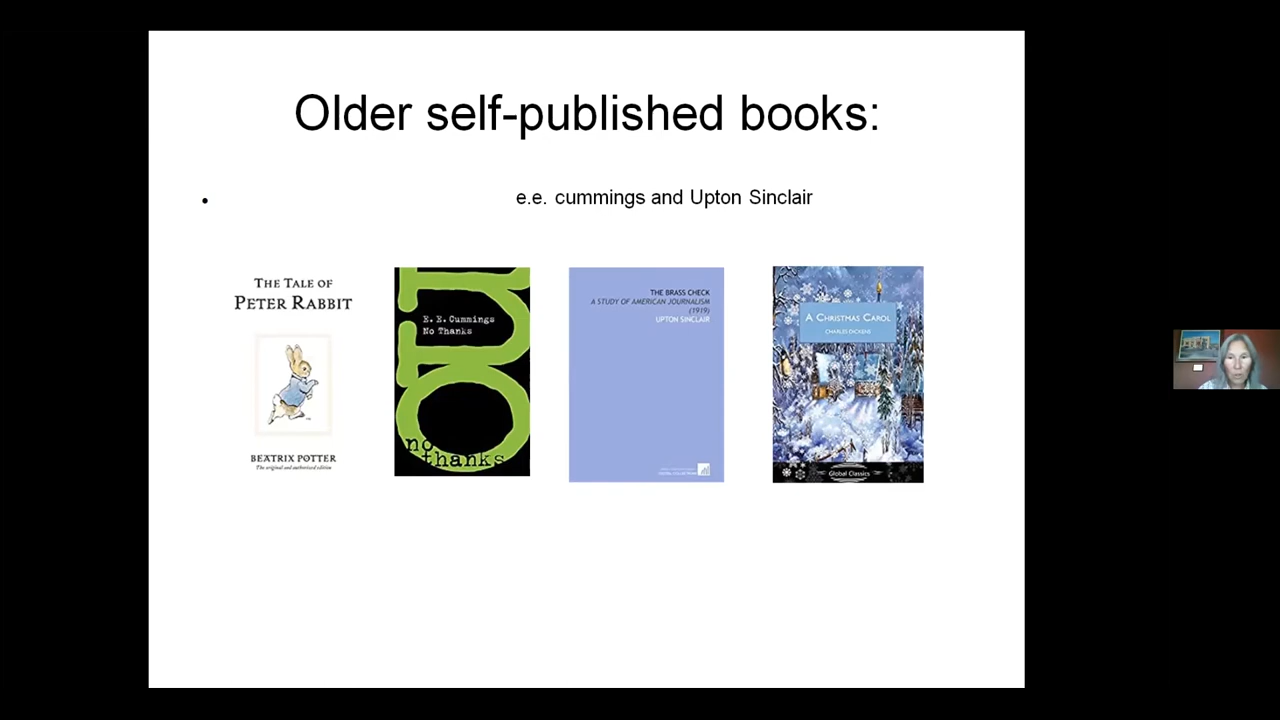 Older self-published books:
• e.e. cummings and Upton Sinclair
THE TALE OF
PETER RABBIT
BEATRIX POTTER
The original and authorized edition
E. E. Cummings
No Thanks
no
thanks
THE BRASS CHECK
A STUDY OF AMERICAN JOURNALISM
(1919)
UPTON SINCLAIR
A CHRISTMAS CAROL
CHARLES DICKENS
Global Classics